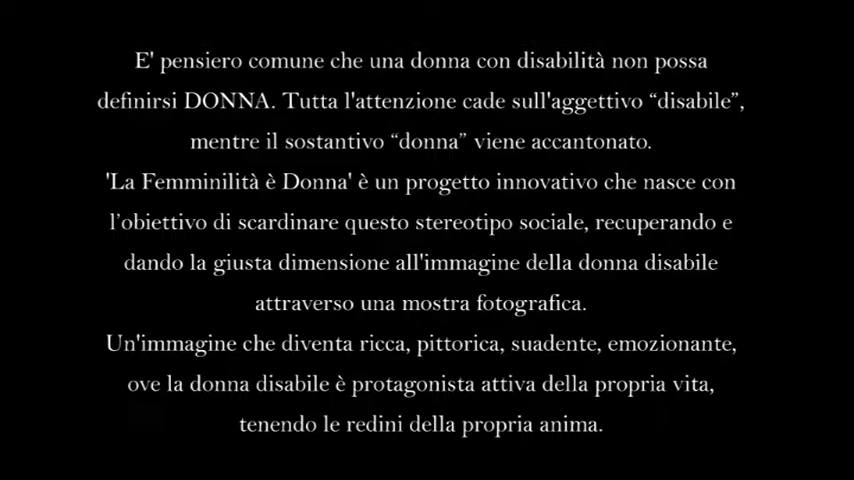 E' pensiero comune che una donna con disabilità non possa
definirsi DONNA. Tutta l'attenzione cade sull'aggettivo “disabile”,
mentre il sostantivo “donna” viene accantonato.
'La Femminilità è Donna' è un progetto innovativo che nasce con
l’obiettivo di scardinare questo stereotipo sociale, recuperando e
dando la giusta dimensione all'immagine della donna disabile
attraverso una mostra fotografica.
Un'immagine che diventa ricca, pittorica, suadente, emozionante,
ove la donna disabile è protagonista attiva della propria vita,
tenendo le redini della propria anima.